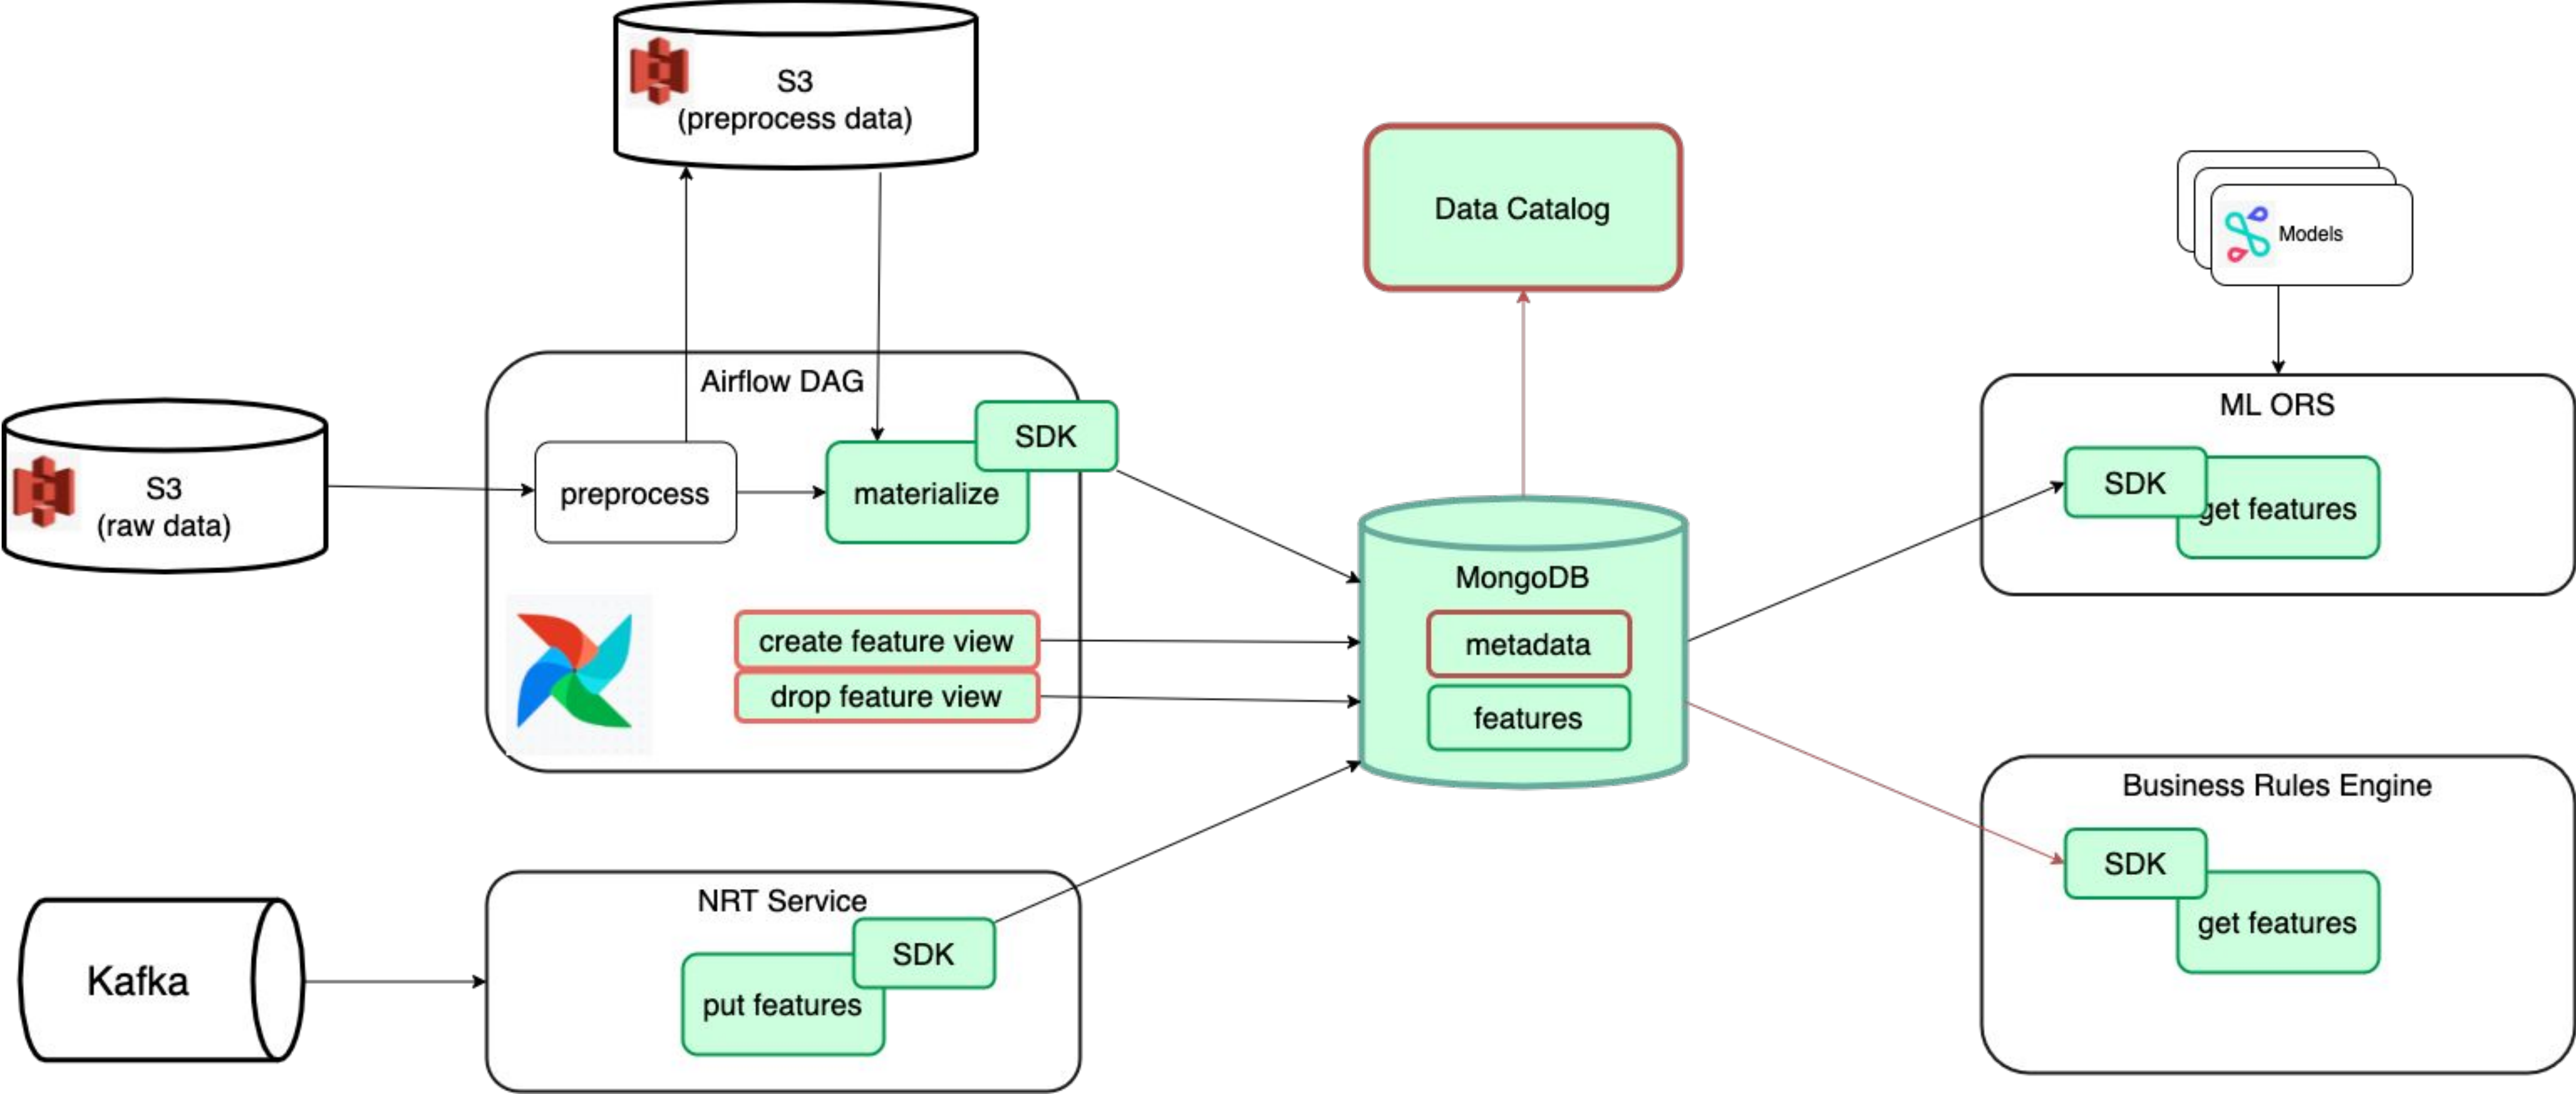 S3
(preprocess data)
Data Catalog
Models
Airflow DAG
SDK
preprocess
materialize
S3
(raw data)
create feature view
drop feature view
MongoDB
metadata
features
ML ORS
SDK
get features
Business Rules Engine
SDK
get features
NRT Service
SDK
put features
Kafka